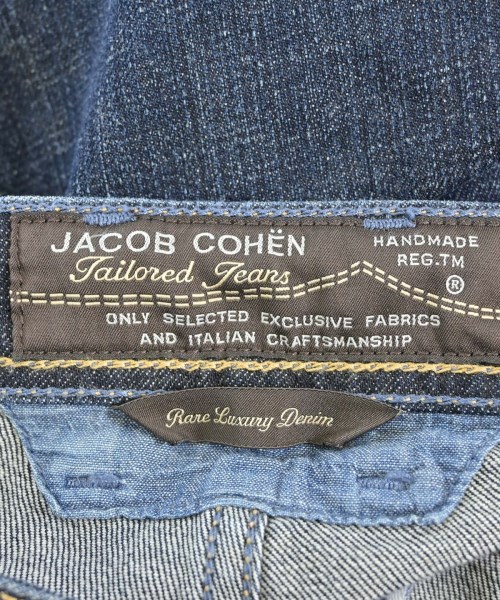 JACOB COHËN
HANDMADE
Tailored Jeans
REG.TM
®
ONLY SELECTED EXCLUSIVE FABRICS
AND ITALIAN CRAFTSMANSHIP
Rare Luxury Denim